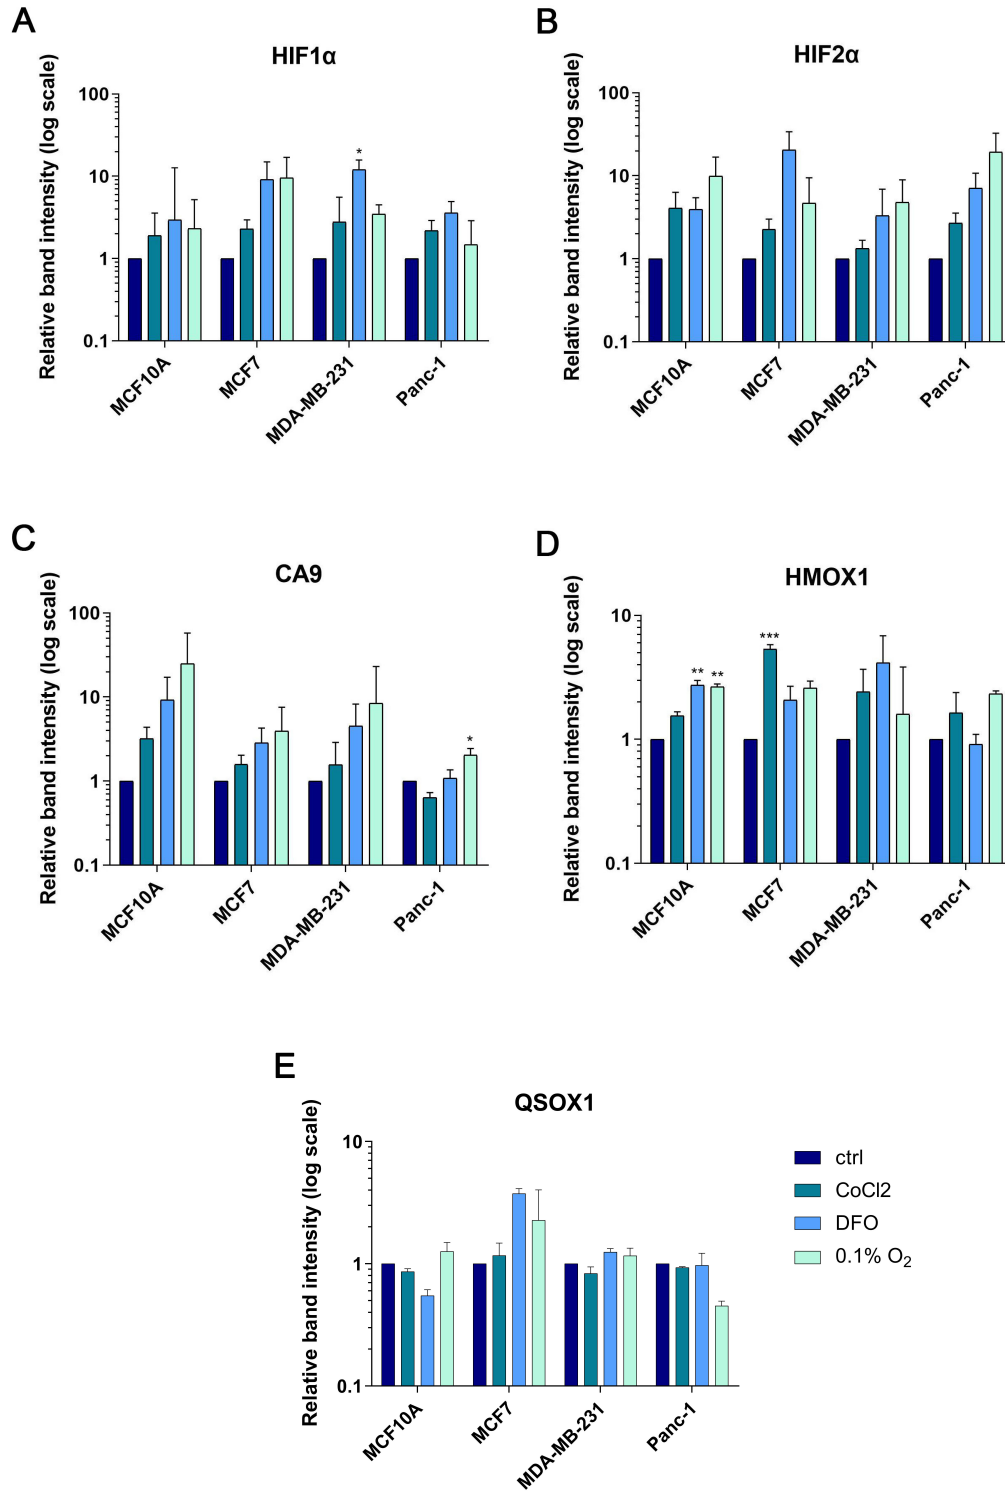 A
HIF1α
Relative band intensity (log scale)
100
10
1
0.1
*
MCF10A
MCF7
MDA-MB-231
Panc-1
B
HIF2α
Relative band intensity (log scale)
100
10
1
0.1
MCF10A
MCF7
MDA-MB-231
Panc-1
C
CA9
Relative band intensity (log scale)
100
10
1
0.1
*
MCF10A
MCF7
MDA-MB-231
Panc-1
D
HMOX1
Relative band intensity (log scale)
10
1
0.1
**
**
***
MCF10A
MCF7
MDA-MB-231
Panc-1
E
QSOX1
Relative band intensity (log scale)
10
1
0.1
MCF10A
MCF7
MDA-MB-231
Panc-1
ctrl
CoCl2
DFO
0.1% O₂